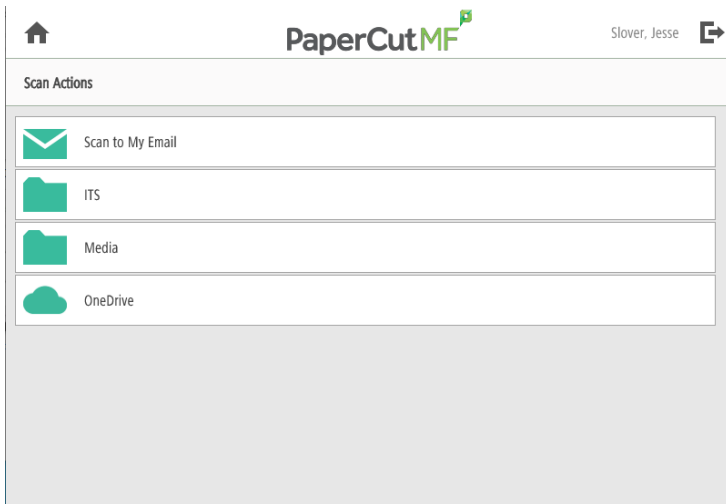 PaperCutMF
Slover, Jesse
Scan Actions
Scan to My Email
ITS
Media
OneDrive